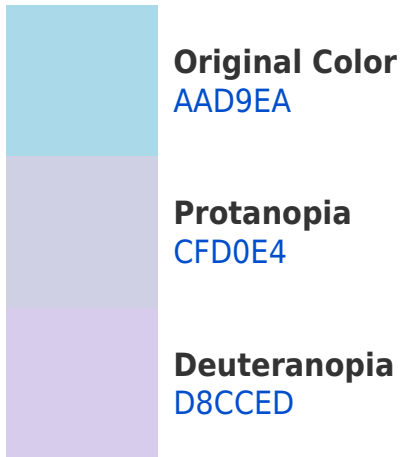 Original Color
AAD9EA
Protanopia
CFD0E4
Deuteranopia
D8CCED